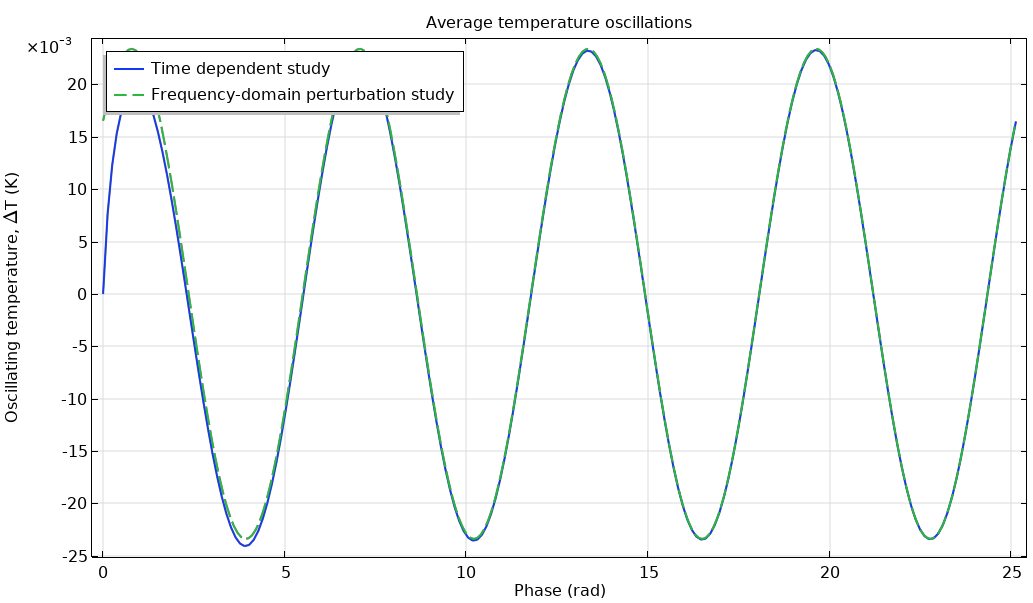 Average temperature oscillations
×10⁻³
Time dependent study
Frequency-domain perturbation study
20
15
10
5
0
-5
-10
-15
-20
-25
Oscillating temperature, ΔT (K)
0 5 10 15 20 25
Phase (rad)